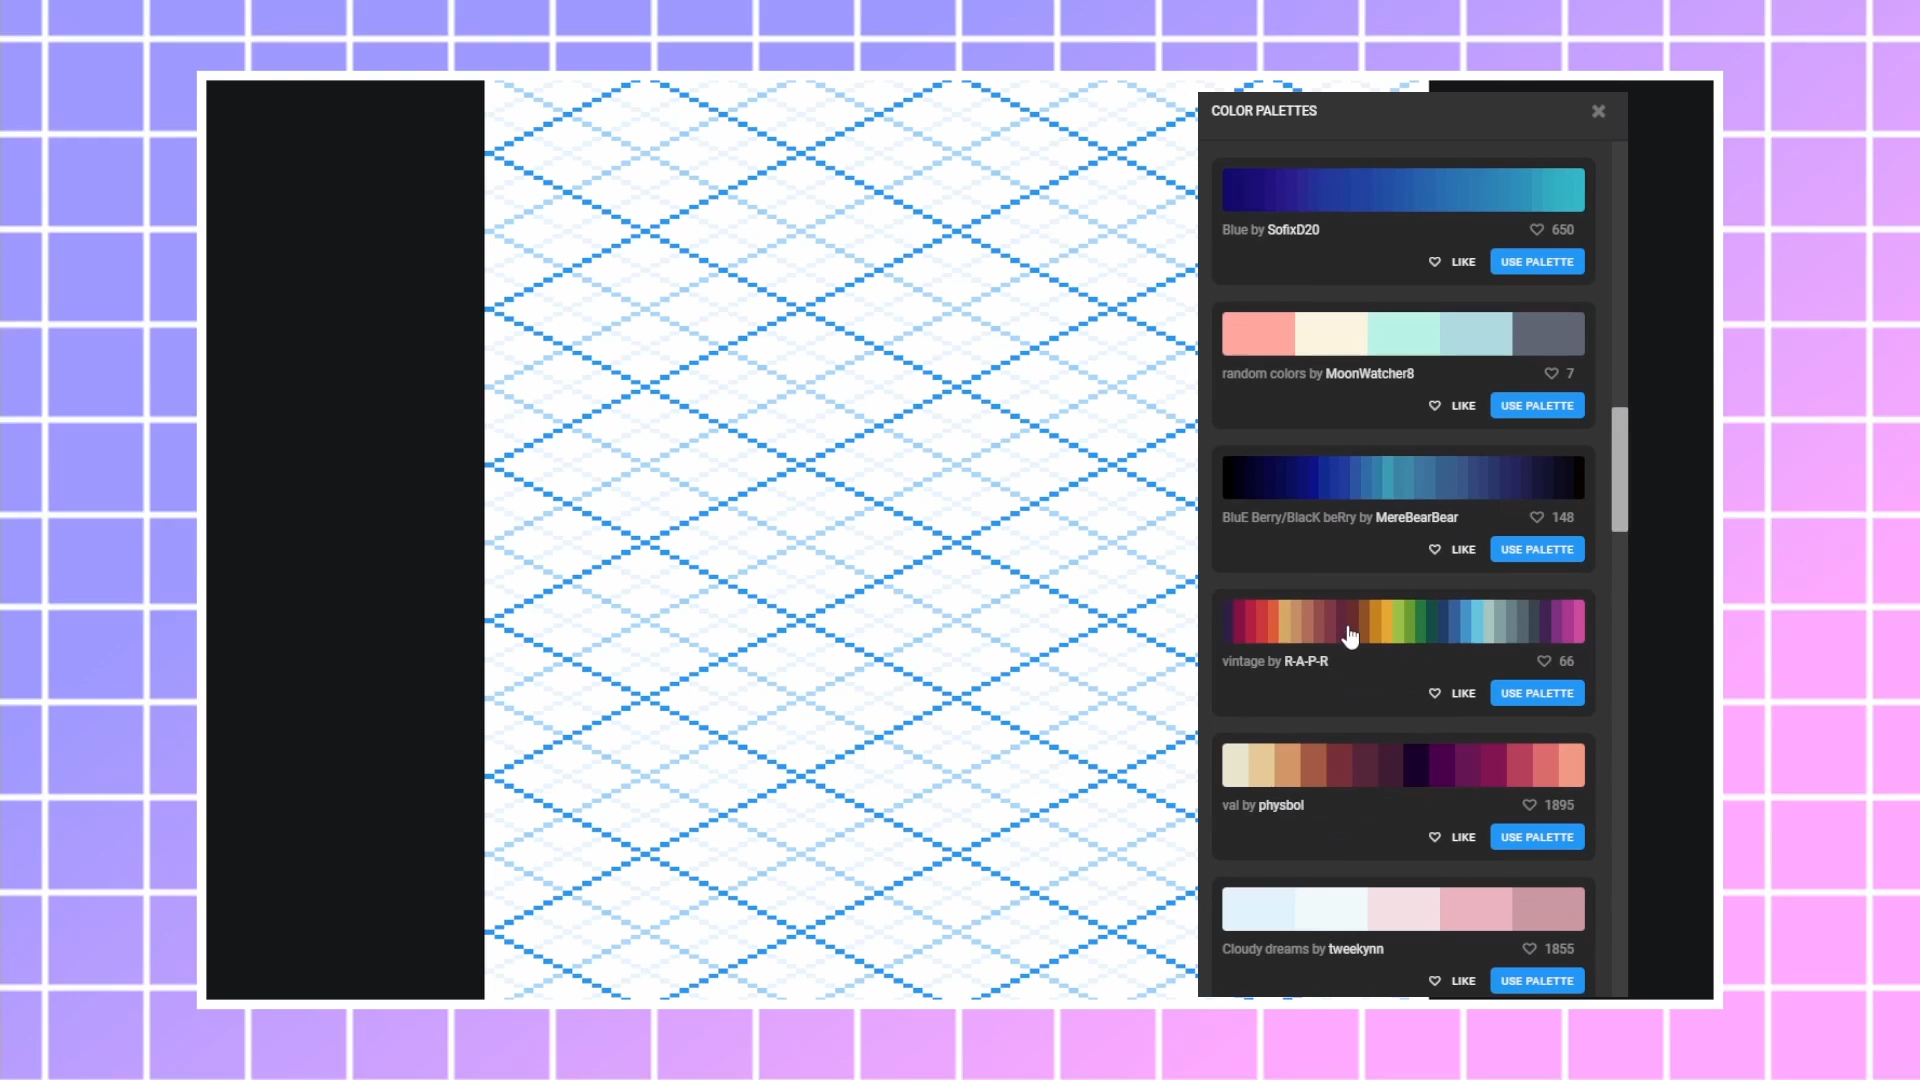 COLOR PALETTES
Blue by SofixD20 650
LIKE USE PALETTE
random colors by MoonWatcher8 7
LIKE USE PALETTE
BluE Berry/BlacK beRry by MereBearBear 148
LIKE USE PALETTE
vintage by R-A-P-R 66
LIKE USE PALETTE
val by physbol 1895
LIKE USE PALETTE
Cloudy dreams by tweekynn 1855
LIKE USE PALETTE